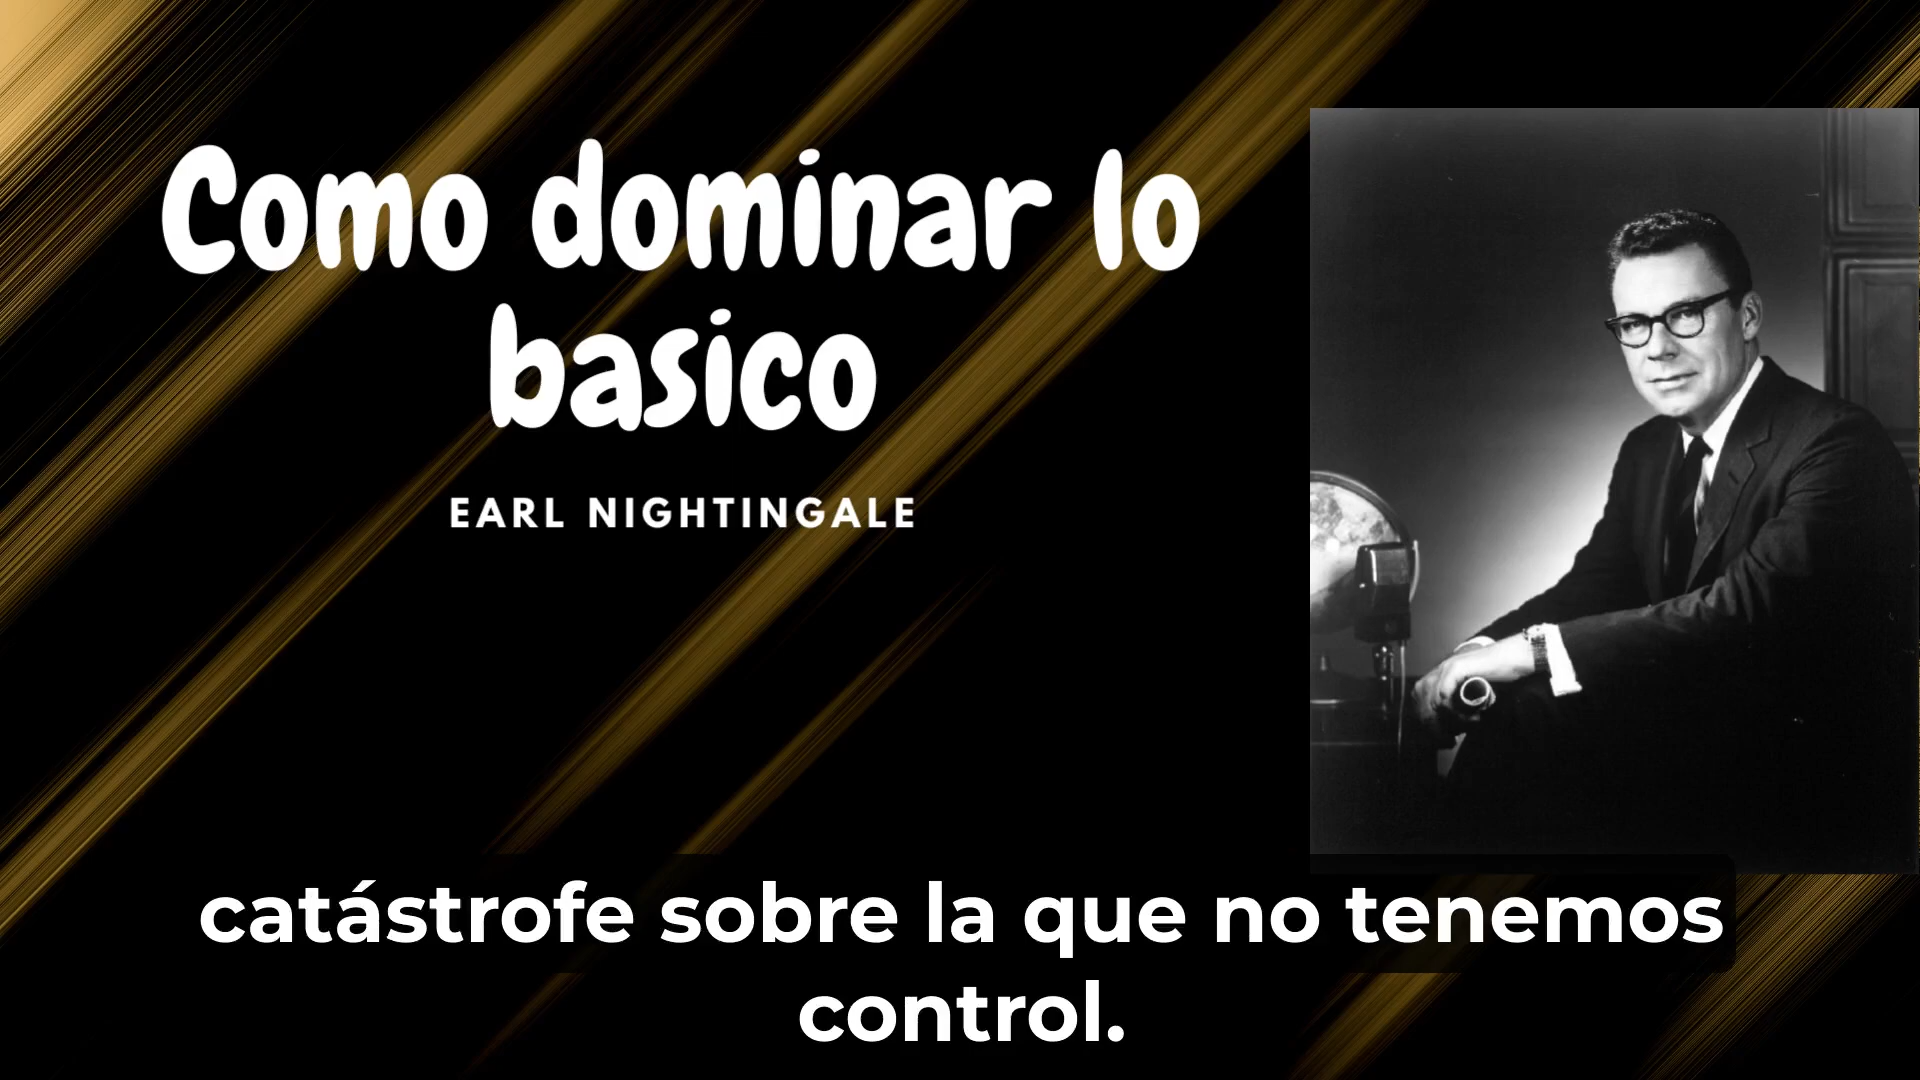 Como dominar lo
basico
EARL NIGHTINGALE
catástrofe sobre la que no tenemos
control.